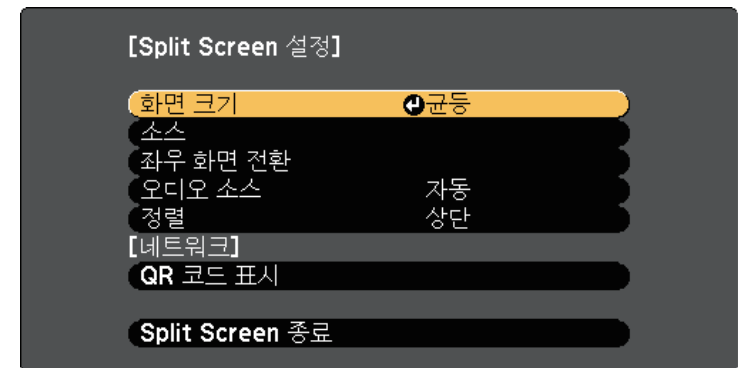 [Split Screen 설정]
화면 크기 균등
소스
좌우 화면 전환
오디오 소스 자동
정렬 상단
[네트워크]
QR 코드 표시
Split Screen 종료